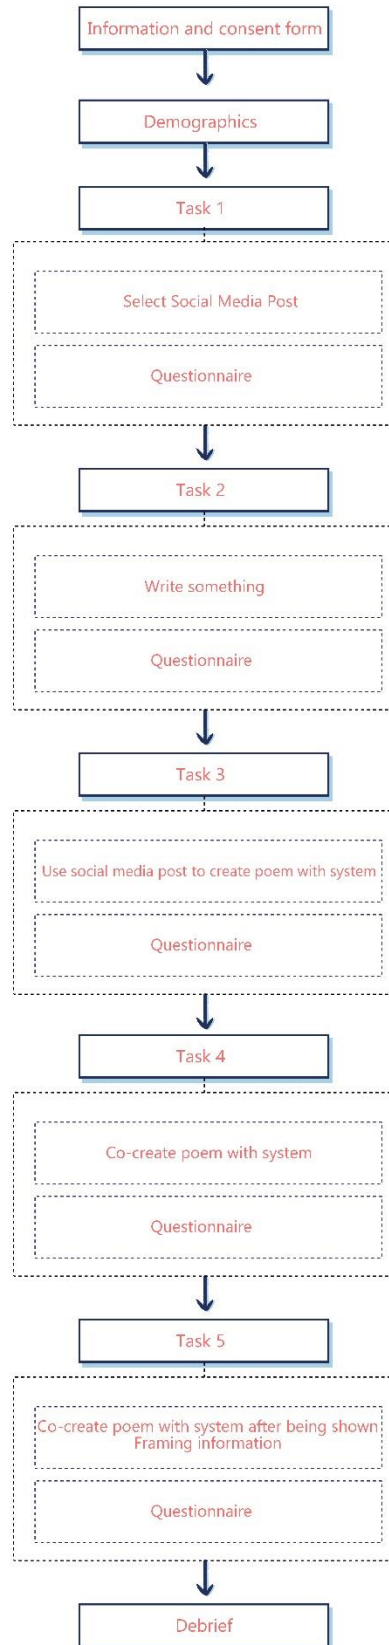 Information and consent form
Demographics
Task 1
Select Social Media Post
Questionnaire
Task 2
Write something
Questionnaire
Task 3
Use social media post to create poem with system
Questionnaire
Task 4
Co-create poem with system
Questionnaire
Task 5
Co-create poem with system after being shown
Framing information
Questionnaire
Debrief